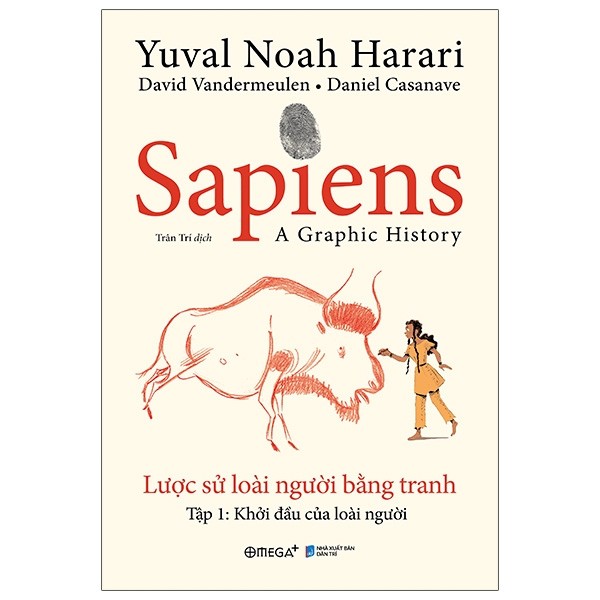 Yuval Noah Harari
David Vandermeulen • Daniel Casanave
Sapiens
Trần Trí dịch
A Graphic History
Lược sử loài người bằng tranh
Tập 1: Khởi đầu của loài người
OMEGA+
NHÀ XUẤT BẢN
DÂN TRÍ